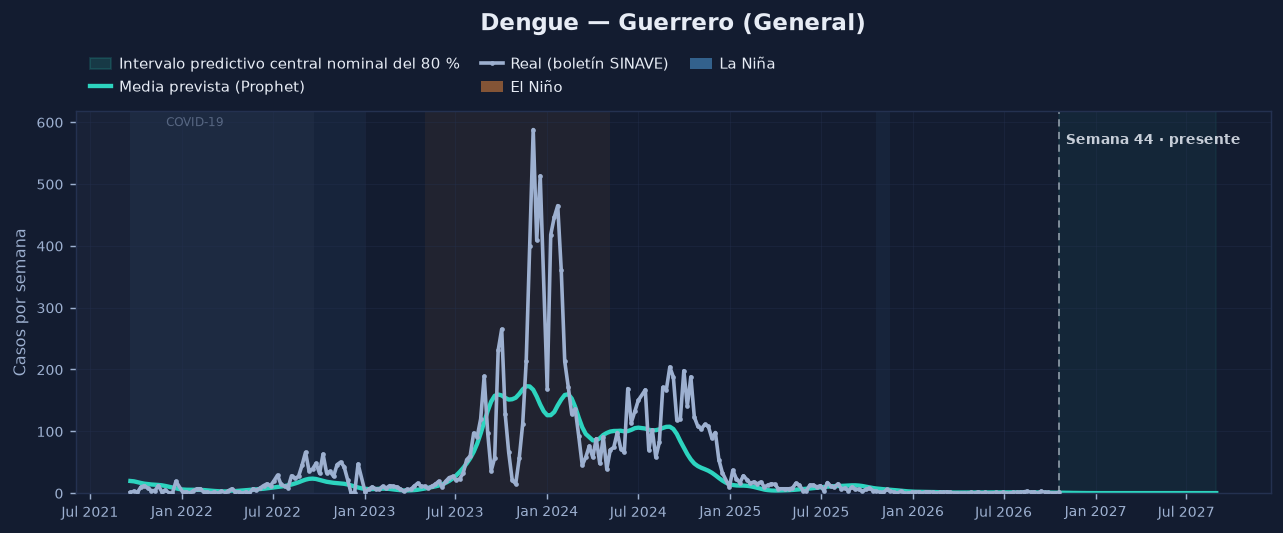 Dengue — Guerrero (General)
Intervalo predictivo central nominal del 80 %
Real (boletín SINAVE)
La Niña
Media prevista (Prophet)
El Niño
COVID-19
Semana 44 · presente
Casos por semana
600
500
400
300
200
100
0
Jul 2021
Jan 2022
Jul 2022
Jan 2023
Jul 2023
Jan 2024
Jul 2024
Jan 2025
Jul 2025
Jan 2026
Jul 2026
Jan 2027
Jul 2027